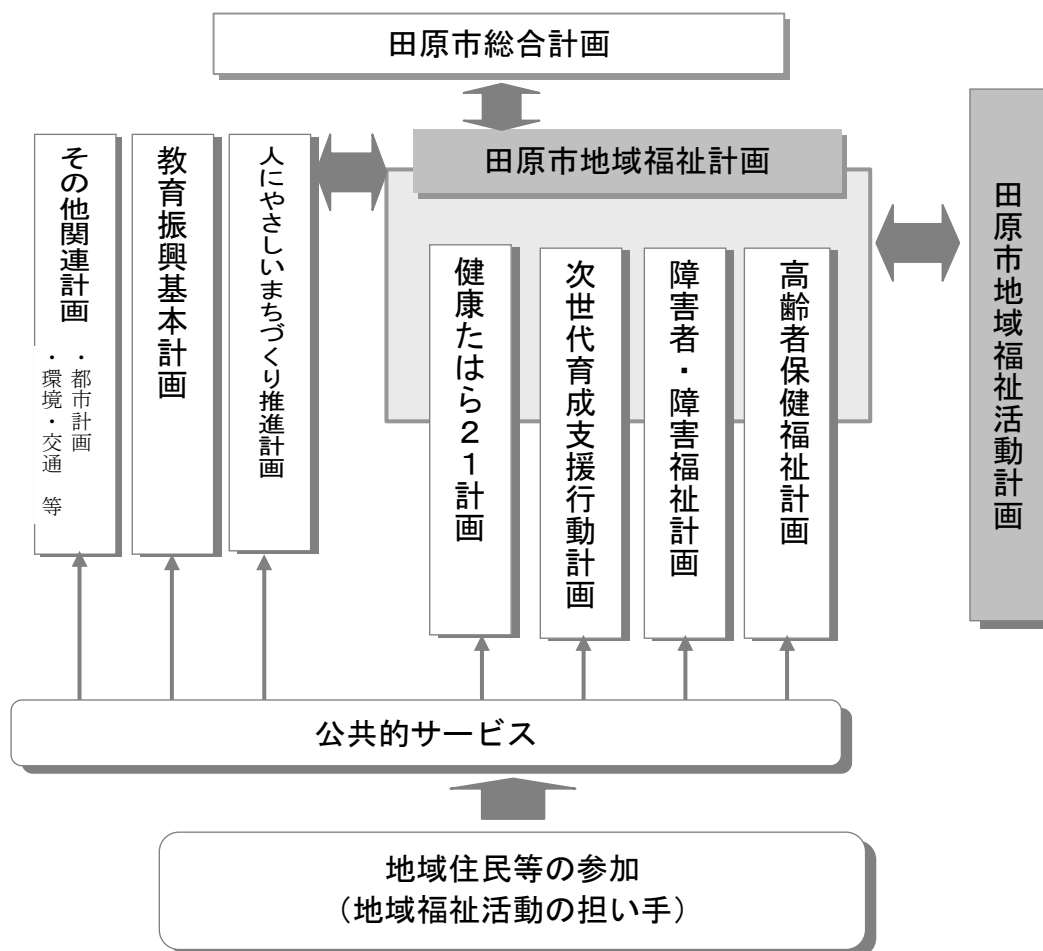 田原市総合計画
田原市地域福祉計画
田原市地域福祉活動計画
高齢者保健福祉計画
障害者・障害福祉計画
次世代育成支援行動計画
健康たはら２１計画
人にやさしいまちづくり推進計画
教育振興基本計画
その他関連計画
・都市計画
・環境・交通　等
公共的サービス
地域住民等の参加
（地域福祉活動の担い手）